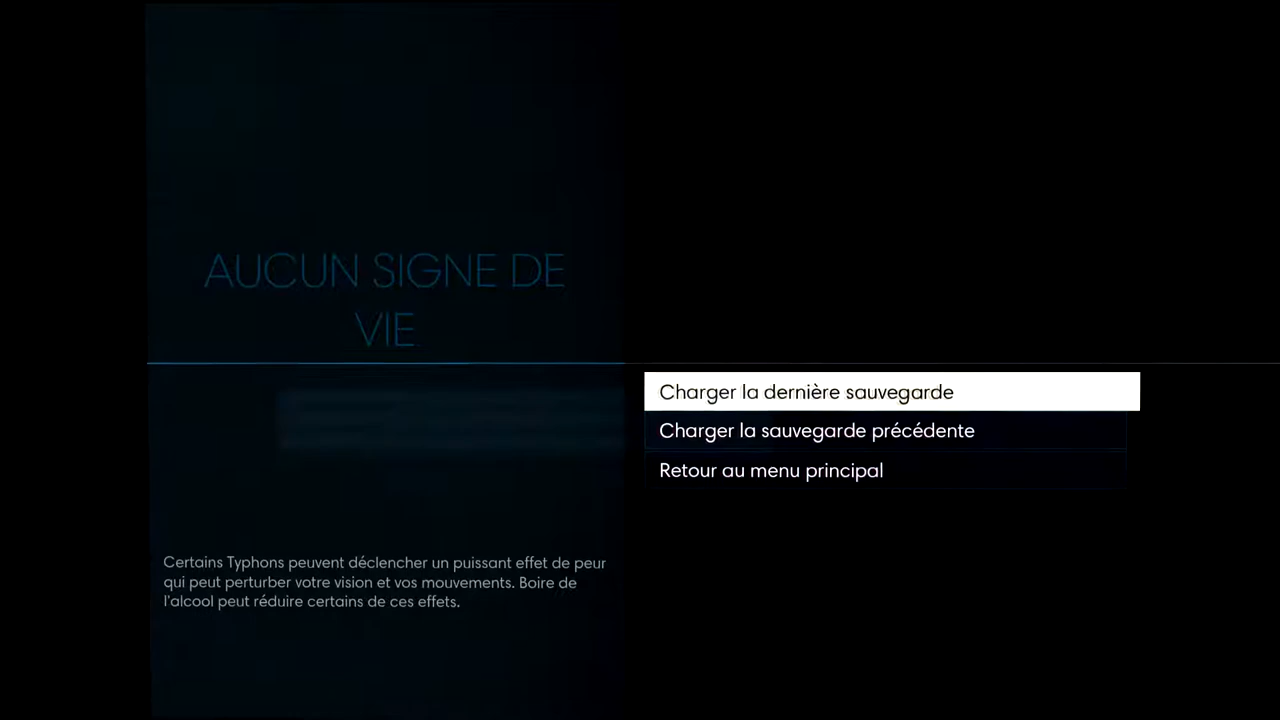 AUCUN SIGNE DE
VIE
Charger la dernière sauvegarde
Charger la sauvegarde précédente
Retour au menu principal
Certains Typhons peuvent déclencher un puissant effet de peur
qui peut perturber votre vision et vos mouvements. Boire de
l'alcool peut réduire certains de ces effets.